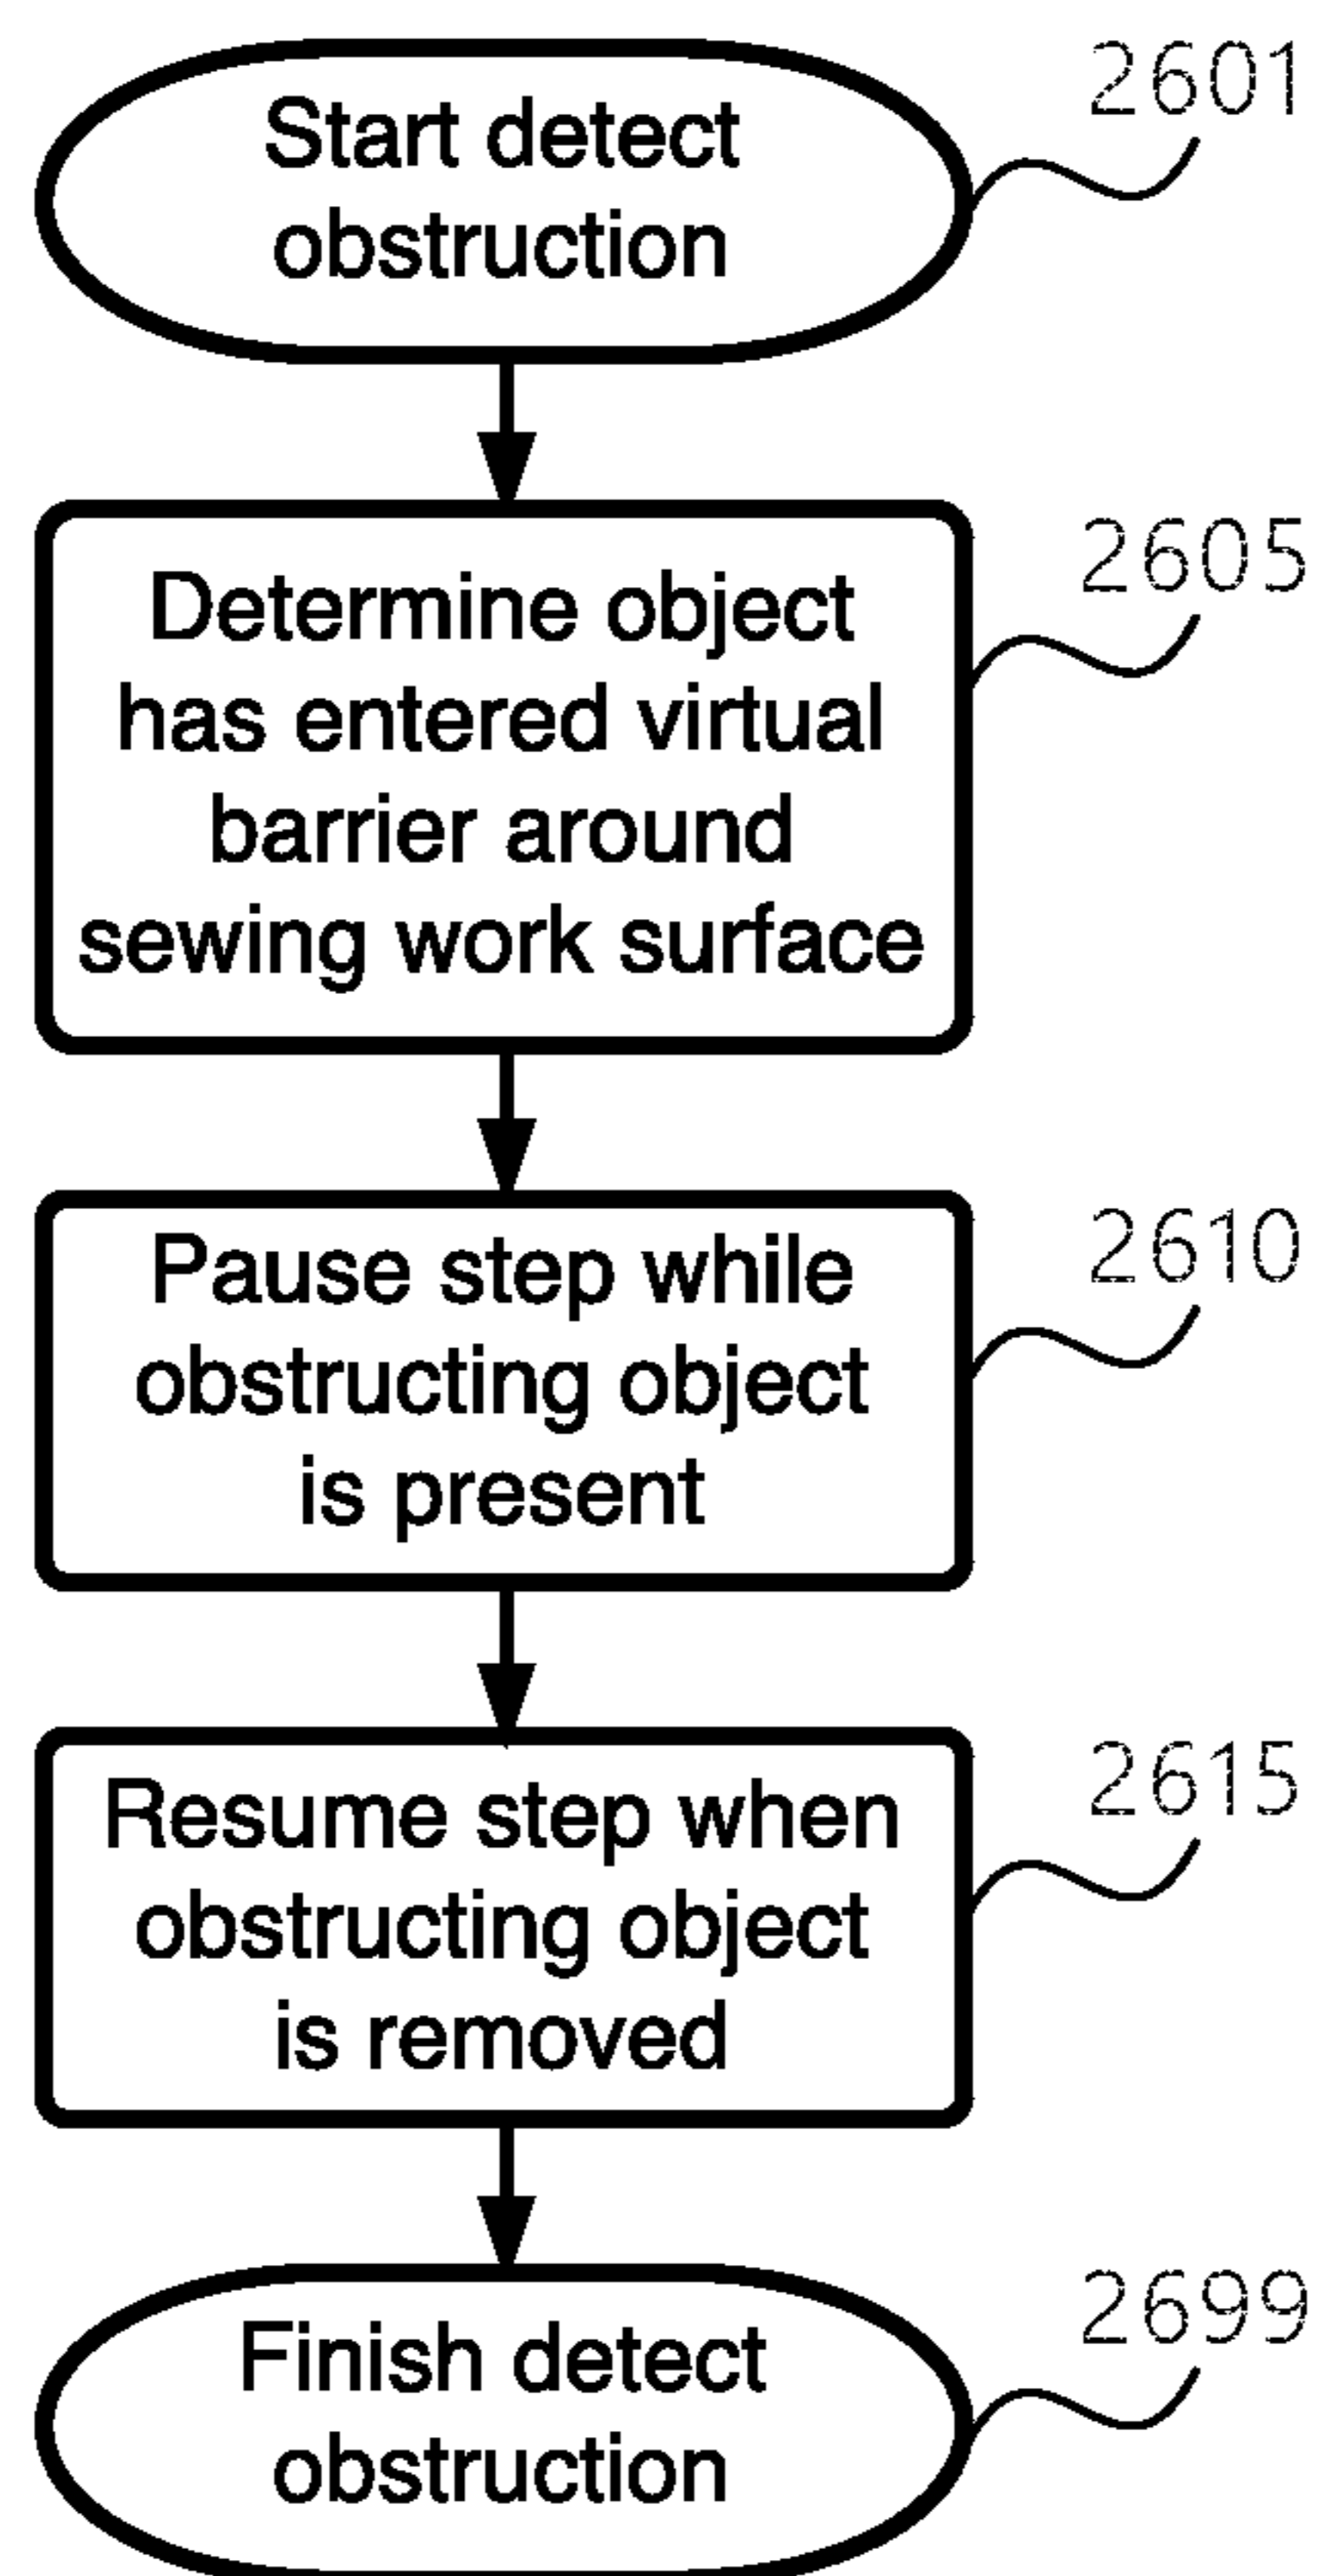 Start detect
obstruction
2601
Determine object
has entered virtual
barrier around
sewing work surface
2605
Pause step while
obstructing object
is present
2610
Resume step when
obstructing object
is removed
2615
Finish detect
obstruction
2699